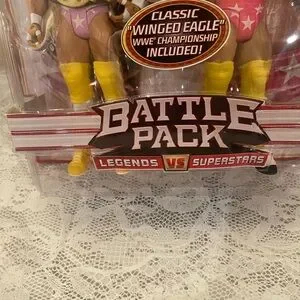 CLASSIC
"WINGED EAGLE"
WWE® CHAMPIONSHIP
INCLUDED!
BATTLE
PACK
LEGENDS VS SUPERSTARS